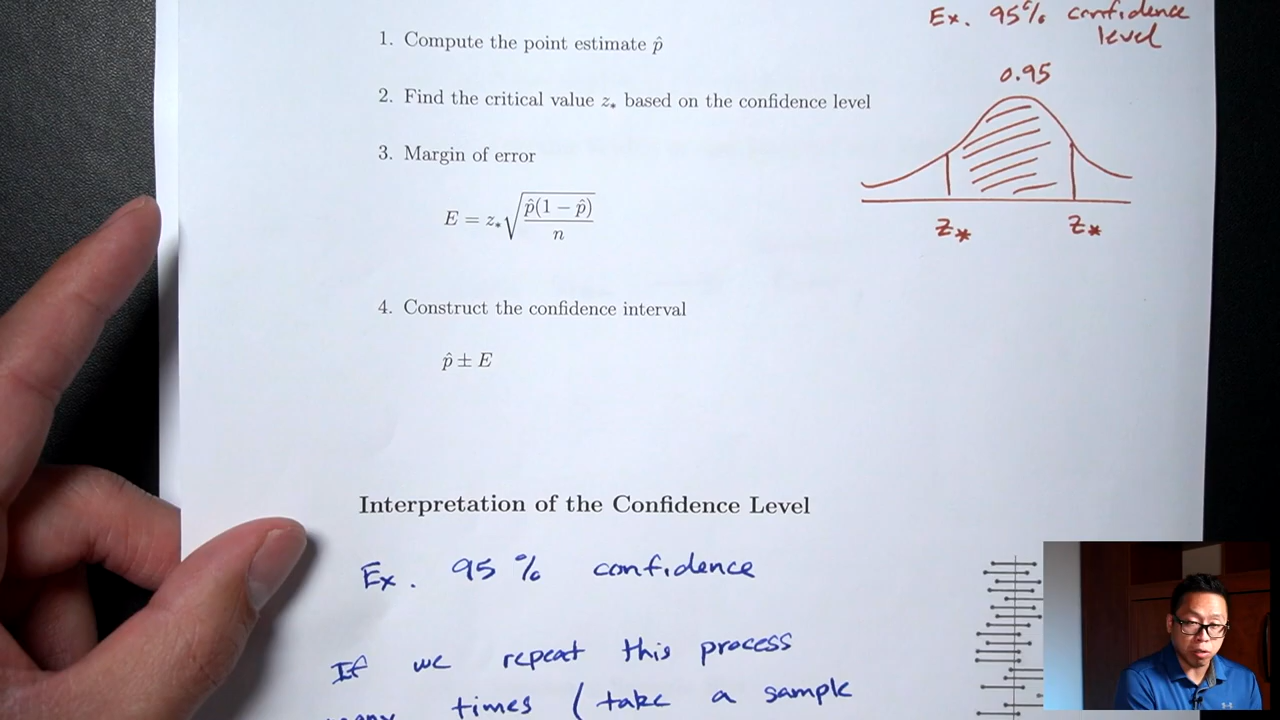 Ex. 95% confidence
level
1. Compute the point estimate p̂
0.95
2. Find the critical value z* based on the confidence level
3. Margin of error
E = z*√(p̂(1 − p̂)/n)
z* z*
4. Construct the confidence interval
p̂ ± E
Interpretation of the Confidence Level
Ex. 95% confidence
If we repeat this process
many times (take a sample